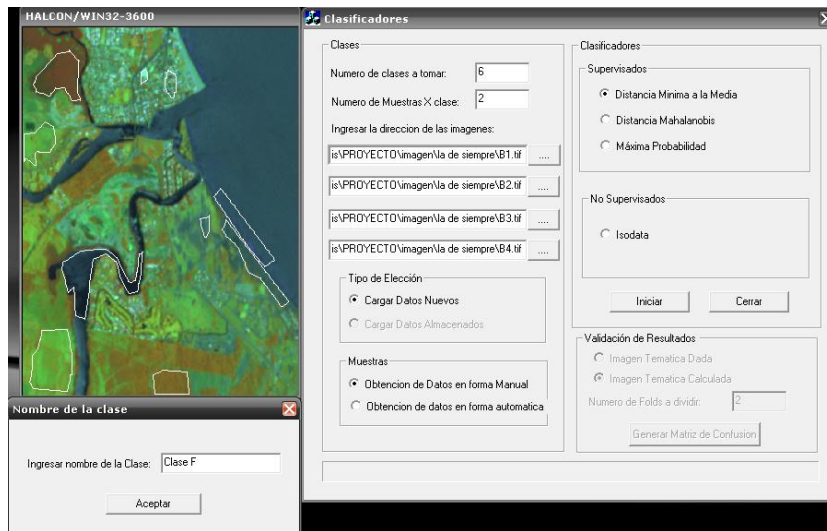 HALCON/WIN32-3600
Clasificadores
Clases
Numero de clases a tomar: 6
Numero de Muestras X clase: 2
Ingresar la direccion de las imagenes:
is\PROYECTO\imagen\la de siempre\B1.tif ....
is\PROYECTO\imagen\la de siempre\B2.tif ....
is\PROYECTO\imagen\la de siempre\B3.tif ....
is\PROYECTO\imagen\la de siempre\B4.tif ....
Tipo de Elección
Cargar Datos Nuevos
Cargar Datos Almacenados
Muestras
Obtencion de Datos en forma Manual
Obtencion de datos en forma automatica
Clasificadores
Supervisados
Distancia Minima a la Media
Distancia Mahalanobis
Máxima Probabilidad
No Supervisados
Isodata
Iniciar Cerrar
Validación de Resultados
Imagen Tematica Dada
Imagen Tematica Calculada
Numero de Folds a dividir: 2
Generar Matriz de Confusion
Nombre de la clase
Ingresar nombre de la Clase: Clase F
Aceptar